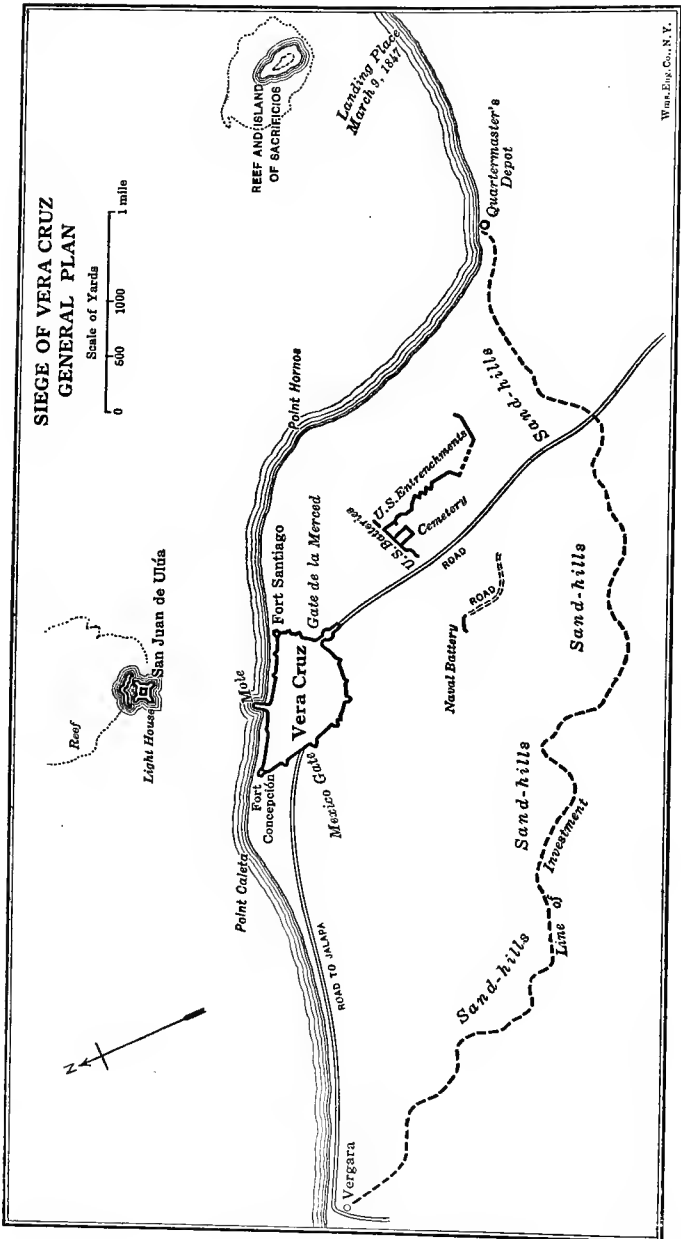 SIEGE OF VERA CRUZ
GENERAL PLAN
Scale of Yards
0 500 1000 1 mile
REEF AND ISLAND
OF SACRIFICIOS
Landing Place
March 9, 1847
Quartermaster's
Depot
Reef
San Juan de Ulúa
Light House
Point Hornos
Mole
Fort Santiago
Gate de la Merced
Vera Cruz
Fort
Concepción
Point Caleta
Mexico Gate
ROAD TO JALAPA
Vergara
N
U.S. Batteries
U.S. Entrenchments
Cemetery
ROAD
ROAD
Naval Battery
Sand-hills
Sand-hills
Sand-hills
Sand-hills
Line of Investment
Wms. Eng. Co., N.Y.